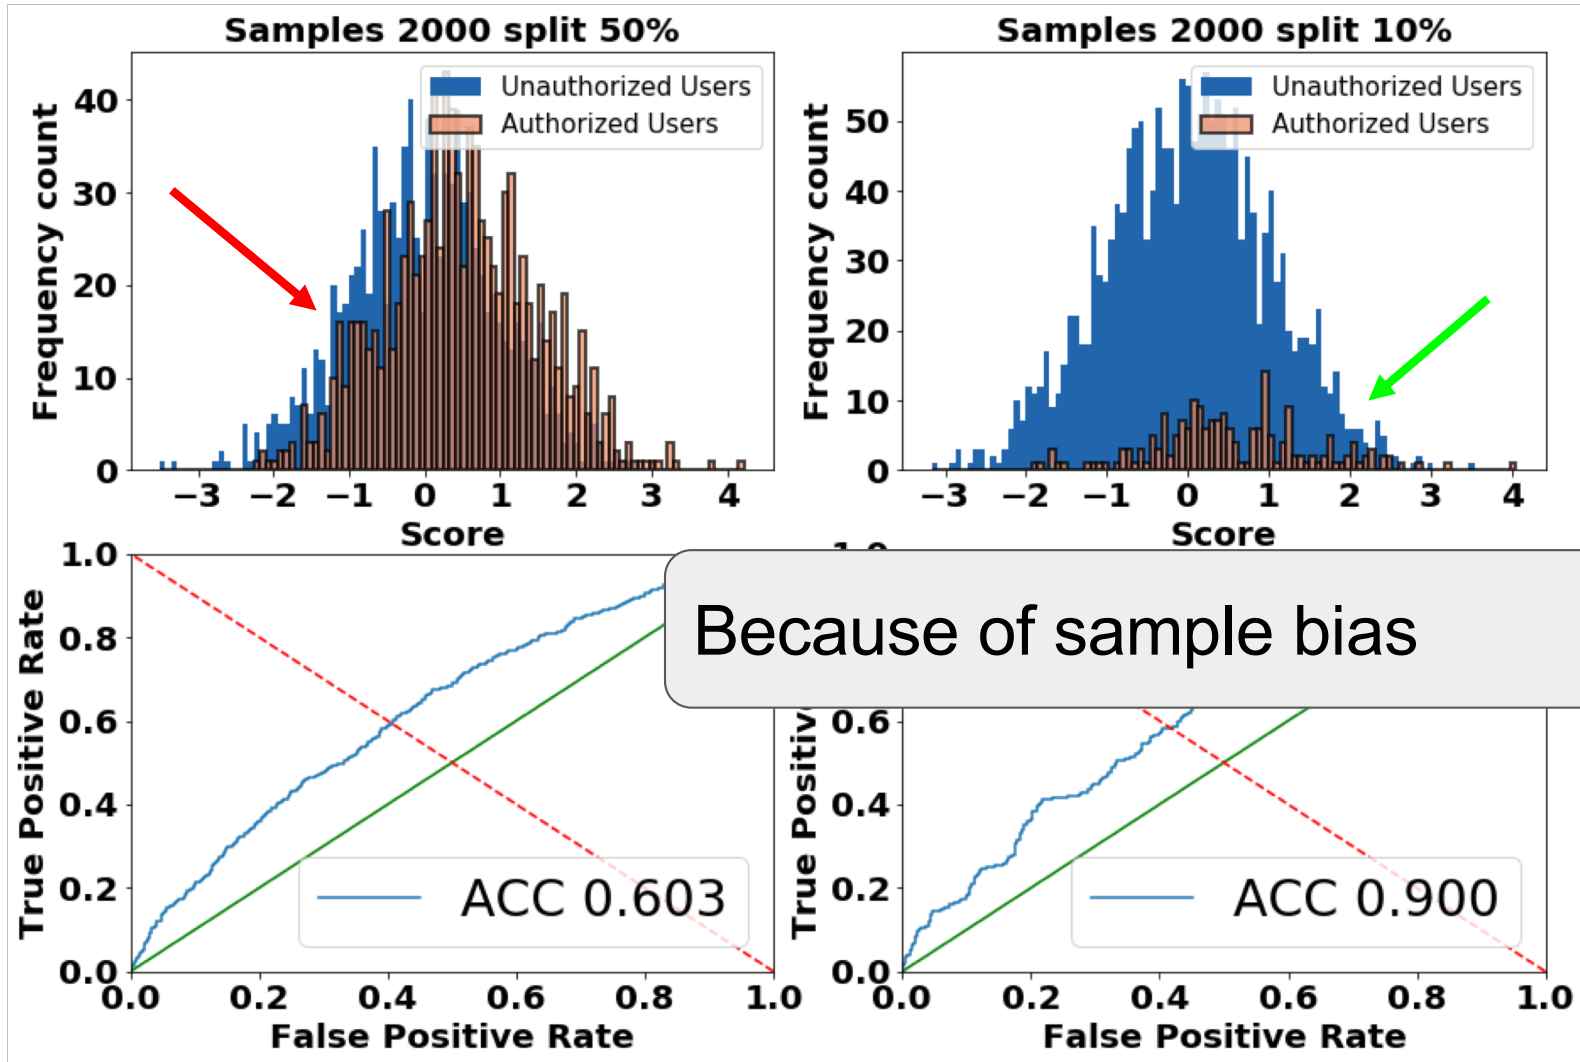 Samples 2000 split 50%
Unauthorized Users
Authorized Users
Frequency count
40
30
20
10
0
−3 −2 −1 0 1 2 3 4
Score
Samples 2000 split 10%
Unauthorized Users
Authorized Users
Frequency count
50
40
30
20
10
0
−3 −2 −1 0 1 2 3 4
Score
True Positive Rate
1.0
0.8
0.6
0.4
0.2
0.0
ACC 0.603
0.0 0.2 0.4 0.6 0.8 1.0
False Positive Rate
Because of sample bias
True Positiv
0.6
0.4
0.2
0.0
ACC 0.900
0.0 0.2 0.4 0.6 0.8 1.0
False Positive Rate